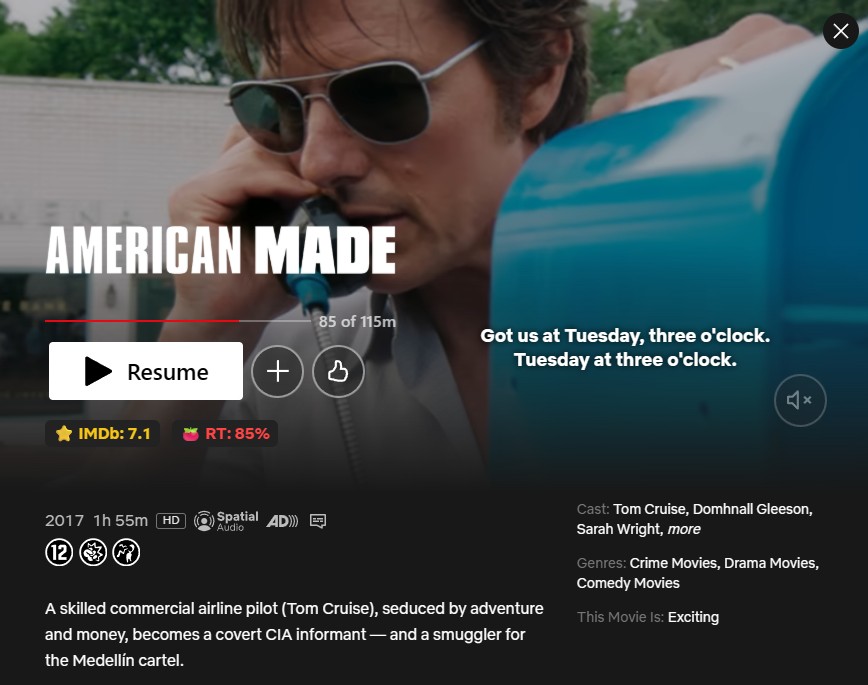 AMERICAN MADE
85 of 115m
Got us at Tuesday, three o'clock.
Tuesday at three o'clock.
Resume
IMDb: 7.1
RT: 85%
2017 1h 55m HD Spatial Audio AD
12
Cast: Tom Cruise, Domhnall Gleeson,
Sarah Wright, more
Genres: Crime Movies, Drama Movies,
Comedy Movies
This Movie Is: Exciting
A skilled commercial airline pilot (Tom Cruise), seduced by adventure
and money, becomes a covert CIA informant — and a smuggler for
the Medellín cartel.